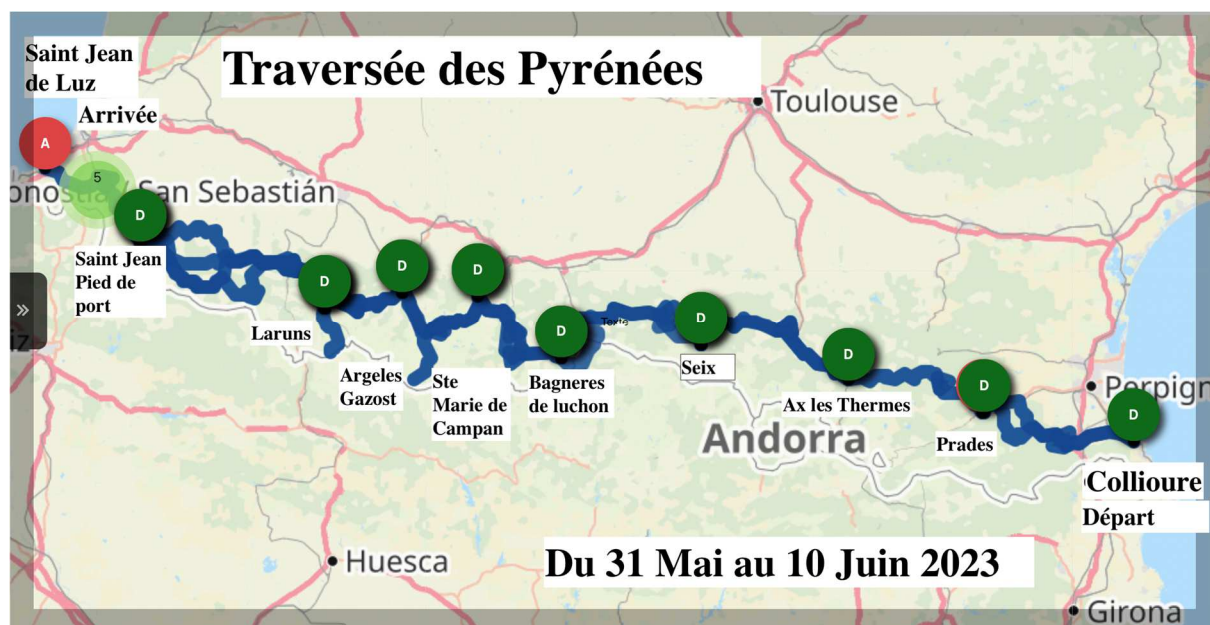 Saint Jean
de Luz
Traversée des Pyrénées
Toulouse
Arrivée
A
5
San Sebastián
D
D
D
D
D
D
D
D
D
Saint Jean
Pied de
port
»
Laruns
Texte
Argeles
Gazost
Ste
Marie de
Campan
Bagneres
de luchon
Seix
Ax les Thermes
Andorra
Prades
Perpign
Collioure
Départ
Huesca
Du 31 Mai au 10 Juin 2023
Girona